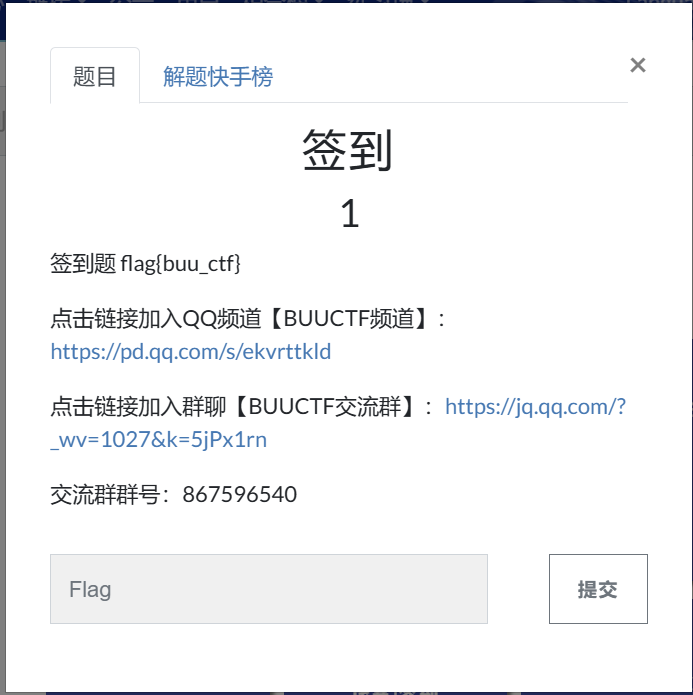 题目
解题快手榜
×
签到
1
签到题 flag{buu_ctf}
点击链接加入QQ频道【BUUCTF频道】：
https://pd.qq.com/s/ekvrttkld
点击链接加入群聊【BUUCTF交流群】：https://jq.qq.com/?
_wv=1027&k=5jPx1rn
交流群群号：867596540
Flag
提交